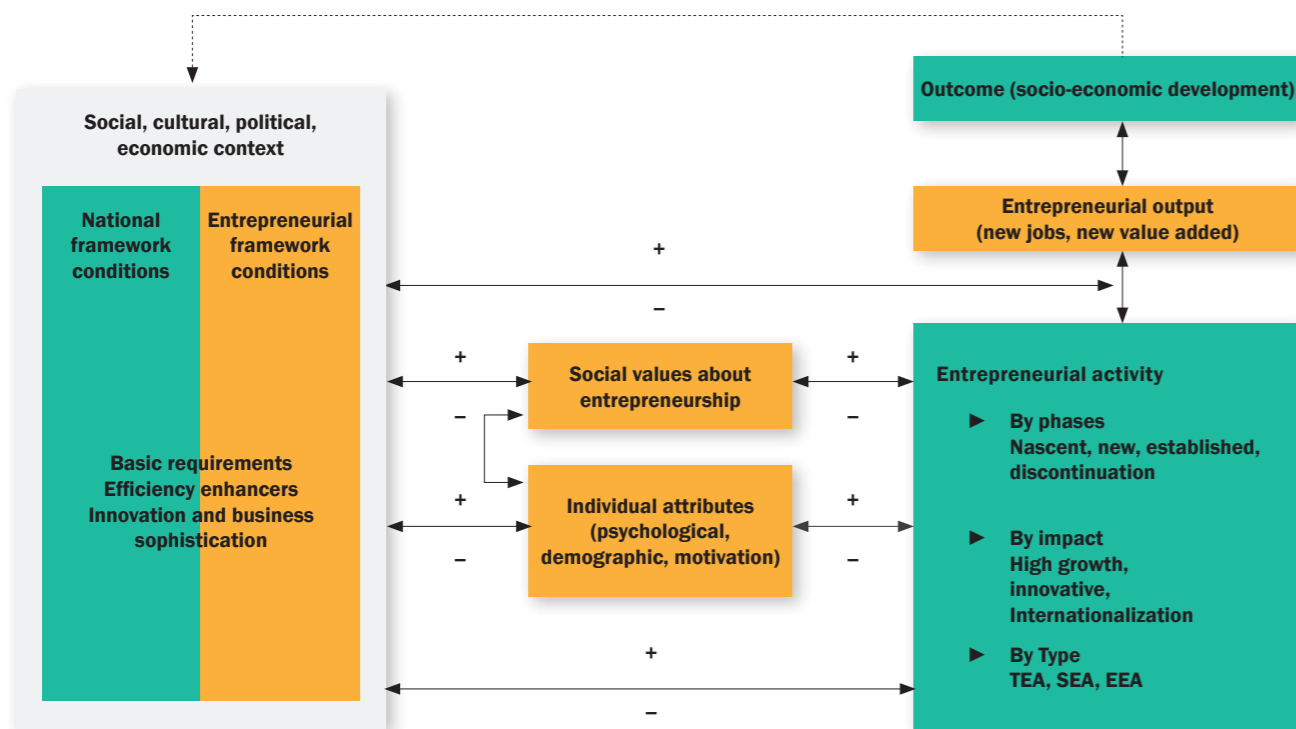 Outcome (socio-economic development)
Social, cultural, political,
economic context
National
framework
conditions
Entrepreneurial
framework
conditions
Basic requirements
Efficiency enhancers
Innovation and business
sophistication
Entrepreneurial output
(new jobs, new value added)
+
–
+
–
Social values about
entrepreneurship
+
–
+
–
Individual attributes
(psychological,
demographic, motivation)
+
–
Entrepreneurial activity
► By phases
Nascent, new, established,
discontinuation
► By impact
High growth,
innovative,
Internationalization
► By Type
TEA, SEA, EEA
+
–